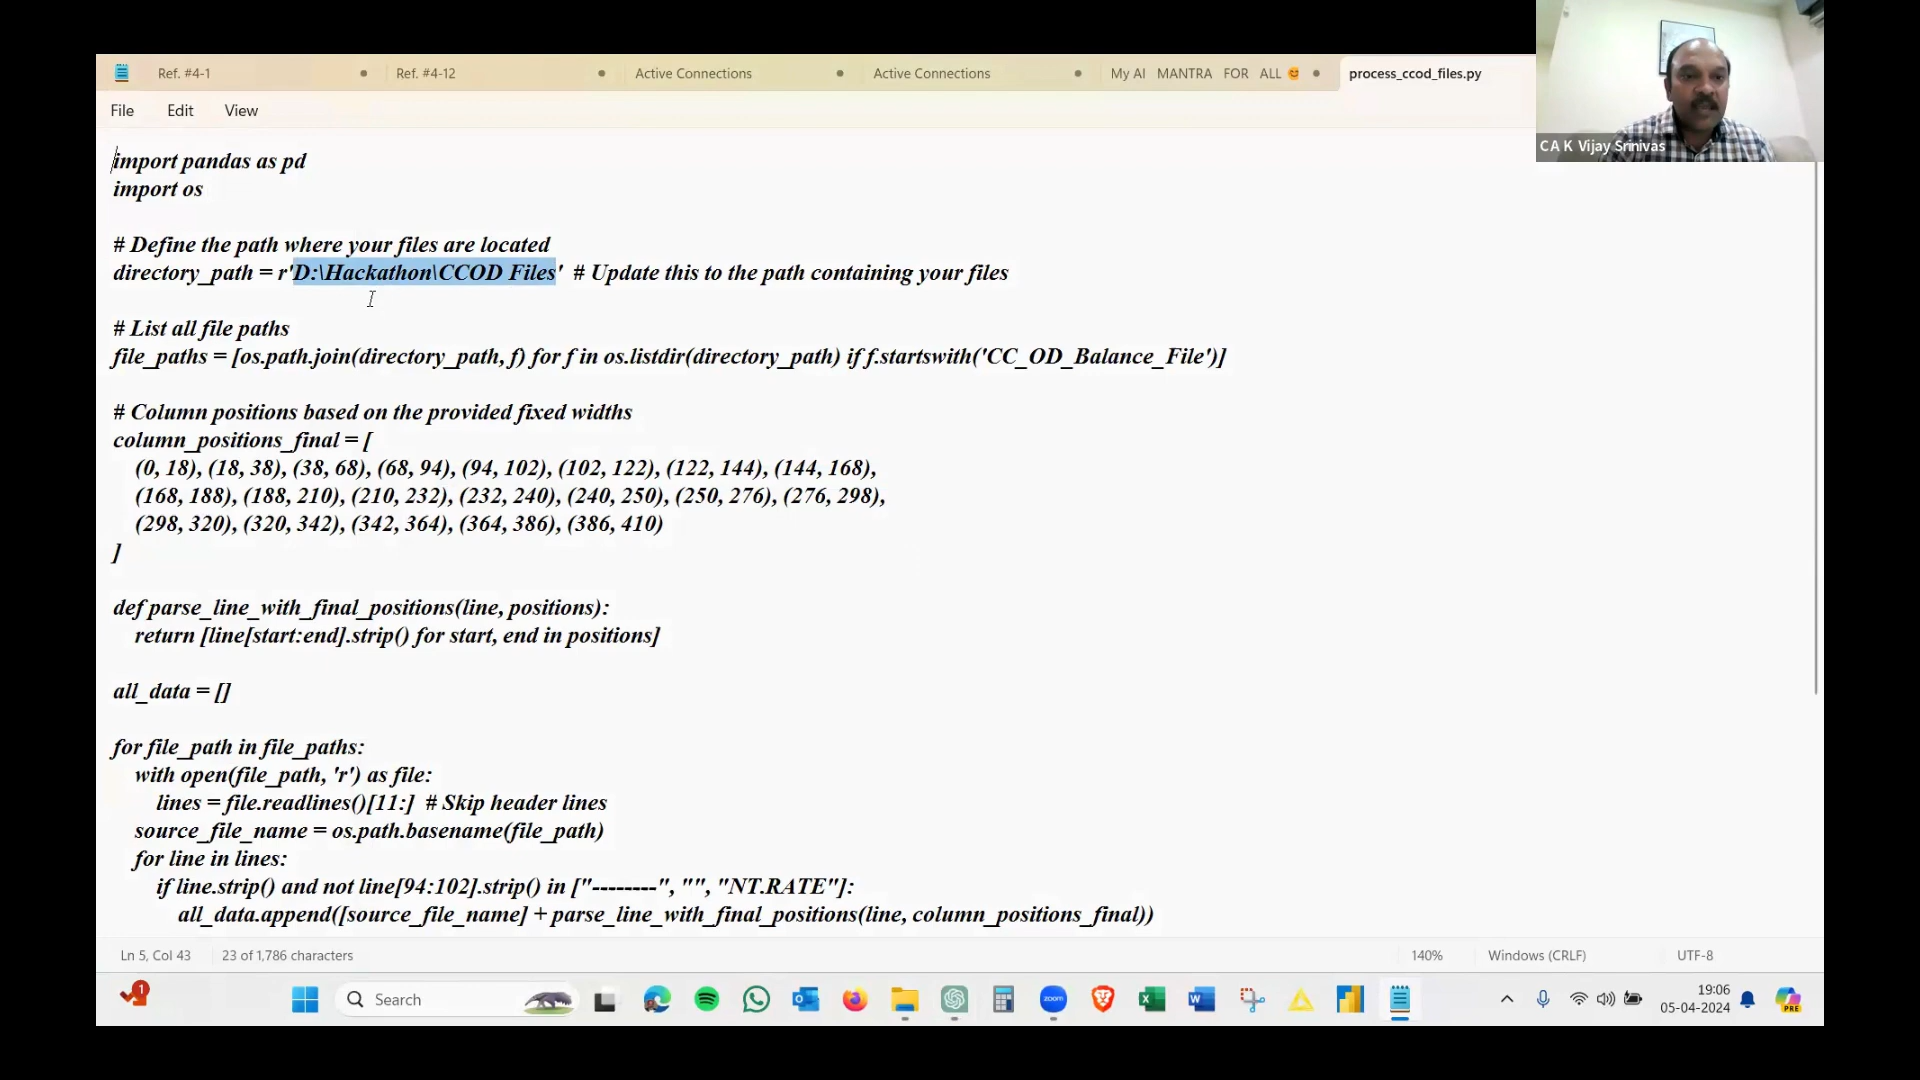 Ref. #4-1
Ref. #4-12
Active Connections
Active Connections
My AI MANTRA FOR ALL
process_ccod_files.py
File
Edit
View
C A K Vijay Srinivas
import pandas as pd
import os
# Define the path where your files are located
directory_path = r'D:\Hackathon\CCOD Files' # Update this to the path containing your files
# List all file paths
file_paths = [os.path.join(directory_path, f) for f in os.listdir(directory_path) if f.startswith('CC_OD_Balance_File')]
# Column positions based on the provided fixed widths
column_positions_final = [
(0, 18), (18, 38), (38, 68), (68, 94), (94, 102), (102, 122), (122, 144), (144, 168),
(168, 188), (188, 210), (210, 232), (232, 240), (240, 250), (250, 276), (276, 298),
(298, 320), (320, 342), (342, 364), (364, 386), (386, 410)
]
def parse_line_with_final_positions(line, positions):
return [line[start:end].strip() for start, end in positions]
all_data = []
for file_path in file_paths:
with open(file_path, 'r') as file:
lines = file.readlines()[11:] # Skip header lines
source_file_name = os.path.basename(file_path)
for line in lines:
if line.strip() and not line[94:102].strip() in ["--------", "", "NT.RATE"]:
all_data.append([source_file_name] + parse_line_with_final_positions(line, column_positions_final))
Ln 5, Col 43
23 of 1,786 characters
140%
Windows (CRLF)
UTF-8
1
Search
zoom
19:06
05-04-2024
PRE